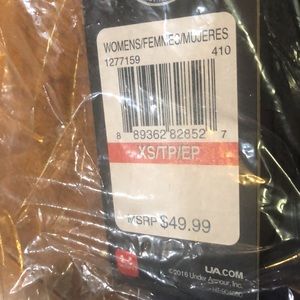 WOMENS/FEMMES/MUJERES
1277159 410
8 89362 82852 7
XS/TP/EP
MSRP $49.99
UA.COM
©2016 Under Armour, Inc.